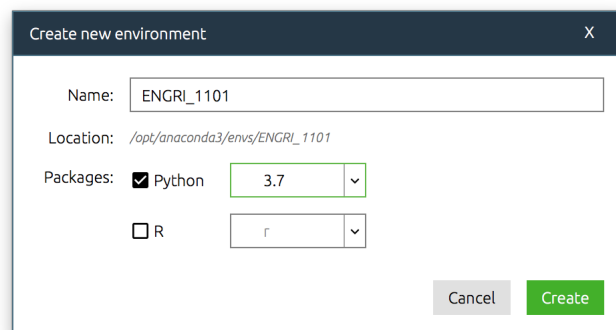 Create new environment X
Name: ENGRI_1101
Location: /opt/anaconda3/envs/ENGRI_1101
Packages: Python 3.7
R r
Cancel Create